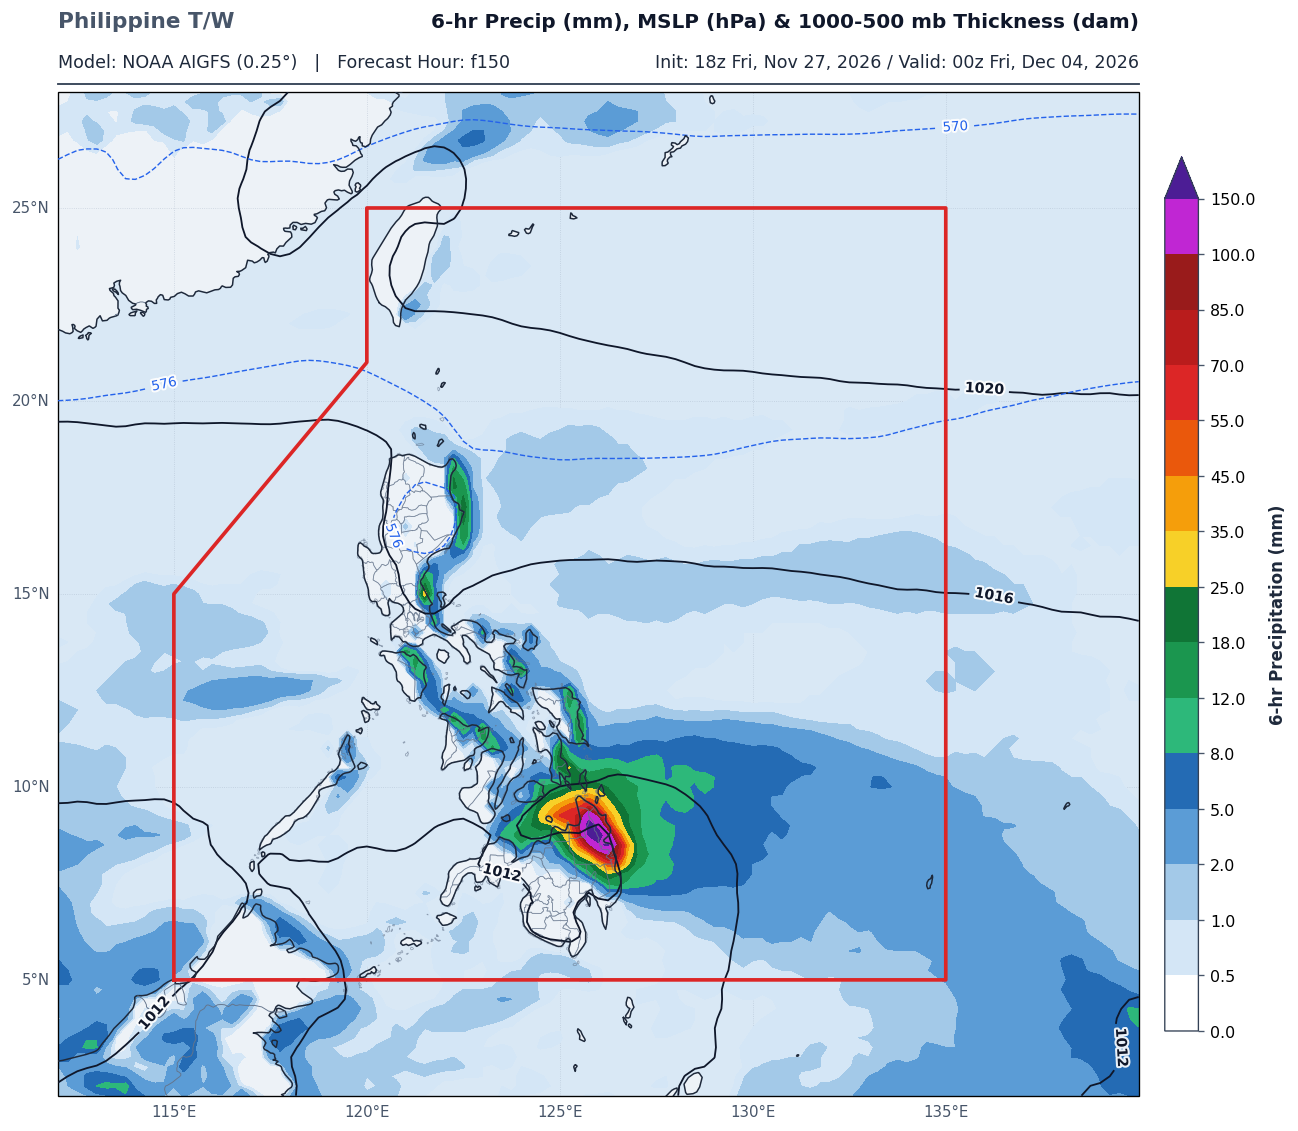 Philippine T/W
6-hr Precip (mm), MSLP (hPa) & 1000-500 mb Thickness (dam)
Model: NOAA AIGFS (0.25°) | Forecast Hour: f150
Init: 18z Fri, Nov 27, 2026 / Valid: 00z Fri, Dec 04, 2026
570
25°N
576
20°N
1020
576
15°N
1016
10°N
1012
5°N
1012
1012
115°E
120°E
125°E
130°E
135°E
150.0
100.0
85.0
70.0
55.0
45.0
35.0
25.0
18.0
12.0
8.0
5.0
2.0
1.0
0.5
0.0
6-hr Precipitation (mm)